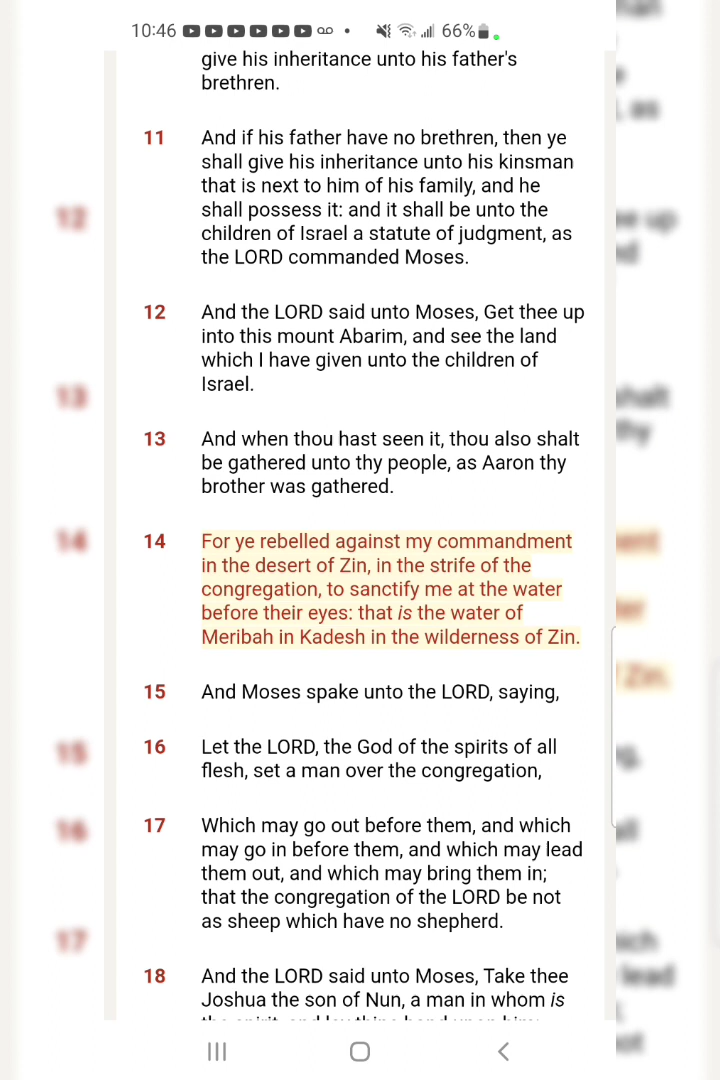 10:46 66%
give his inheritance unto his father's
brethren.
11 And if his father have no brethren, then ye
shall give his inheritance unto his kinsman
that is next to him of his family, and he
shall possess it: and it shall be unto the
children of Israel a statute of judgment, as
the LORD commanded Moses.
12 And the LORD said unto Moses, Get thee up
into this mount Abarim, and see the land
which I have given unto the children of
Israel.
13 And when thou hast seen it, thou also shalt
be gathered unto thy people, as Aaron thy
brother was gathered.
14 For ye rebelled against my commandment
in the desert of Zin, in the strife of the
congregation, to sanctify me at the water
before their eyes: that is the water of
Meribah in Kadesh in the wilderness of Zin.
15 And Moses spake unto the LORD, saying,
16 Let the LORD, the God of the spirits of all
flesh, set a man over the congregation,
17 Which may go out before them, and which
may go in before them, and which may lead
them out, and which may bring them in;
that the congregation of the LORD be not
as sheep which have no shepherd.
18 And the LORD said unto Moses, Take thee
Joshua the son of Nun, a man in whom is